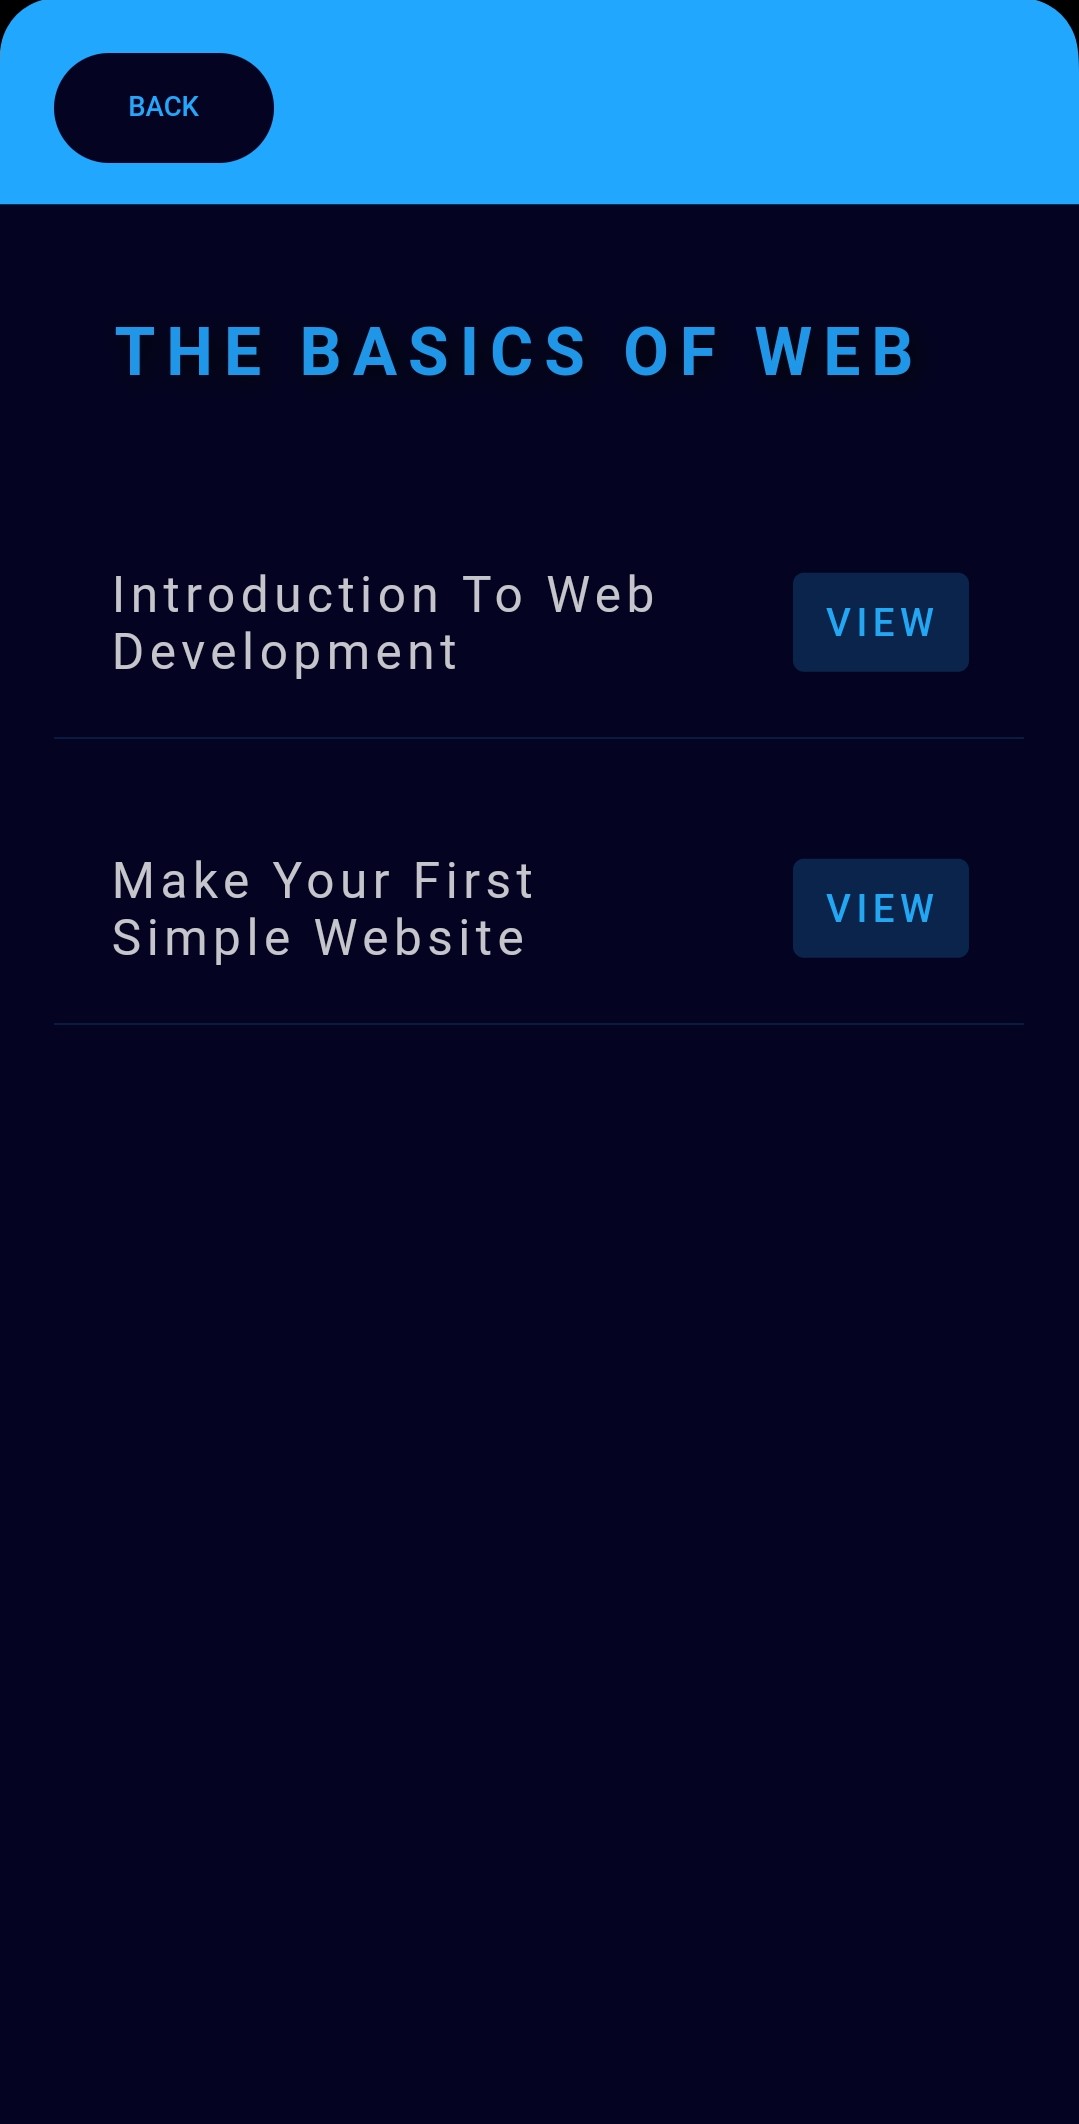 BACK
THE BASICS OF WEB
Introduction To Web
Development
VIEW
Make Your First
Simple Website
VIEW